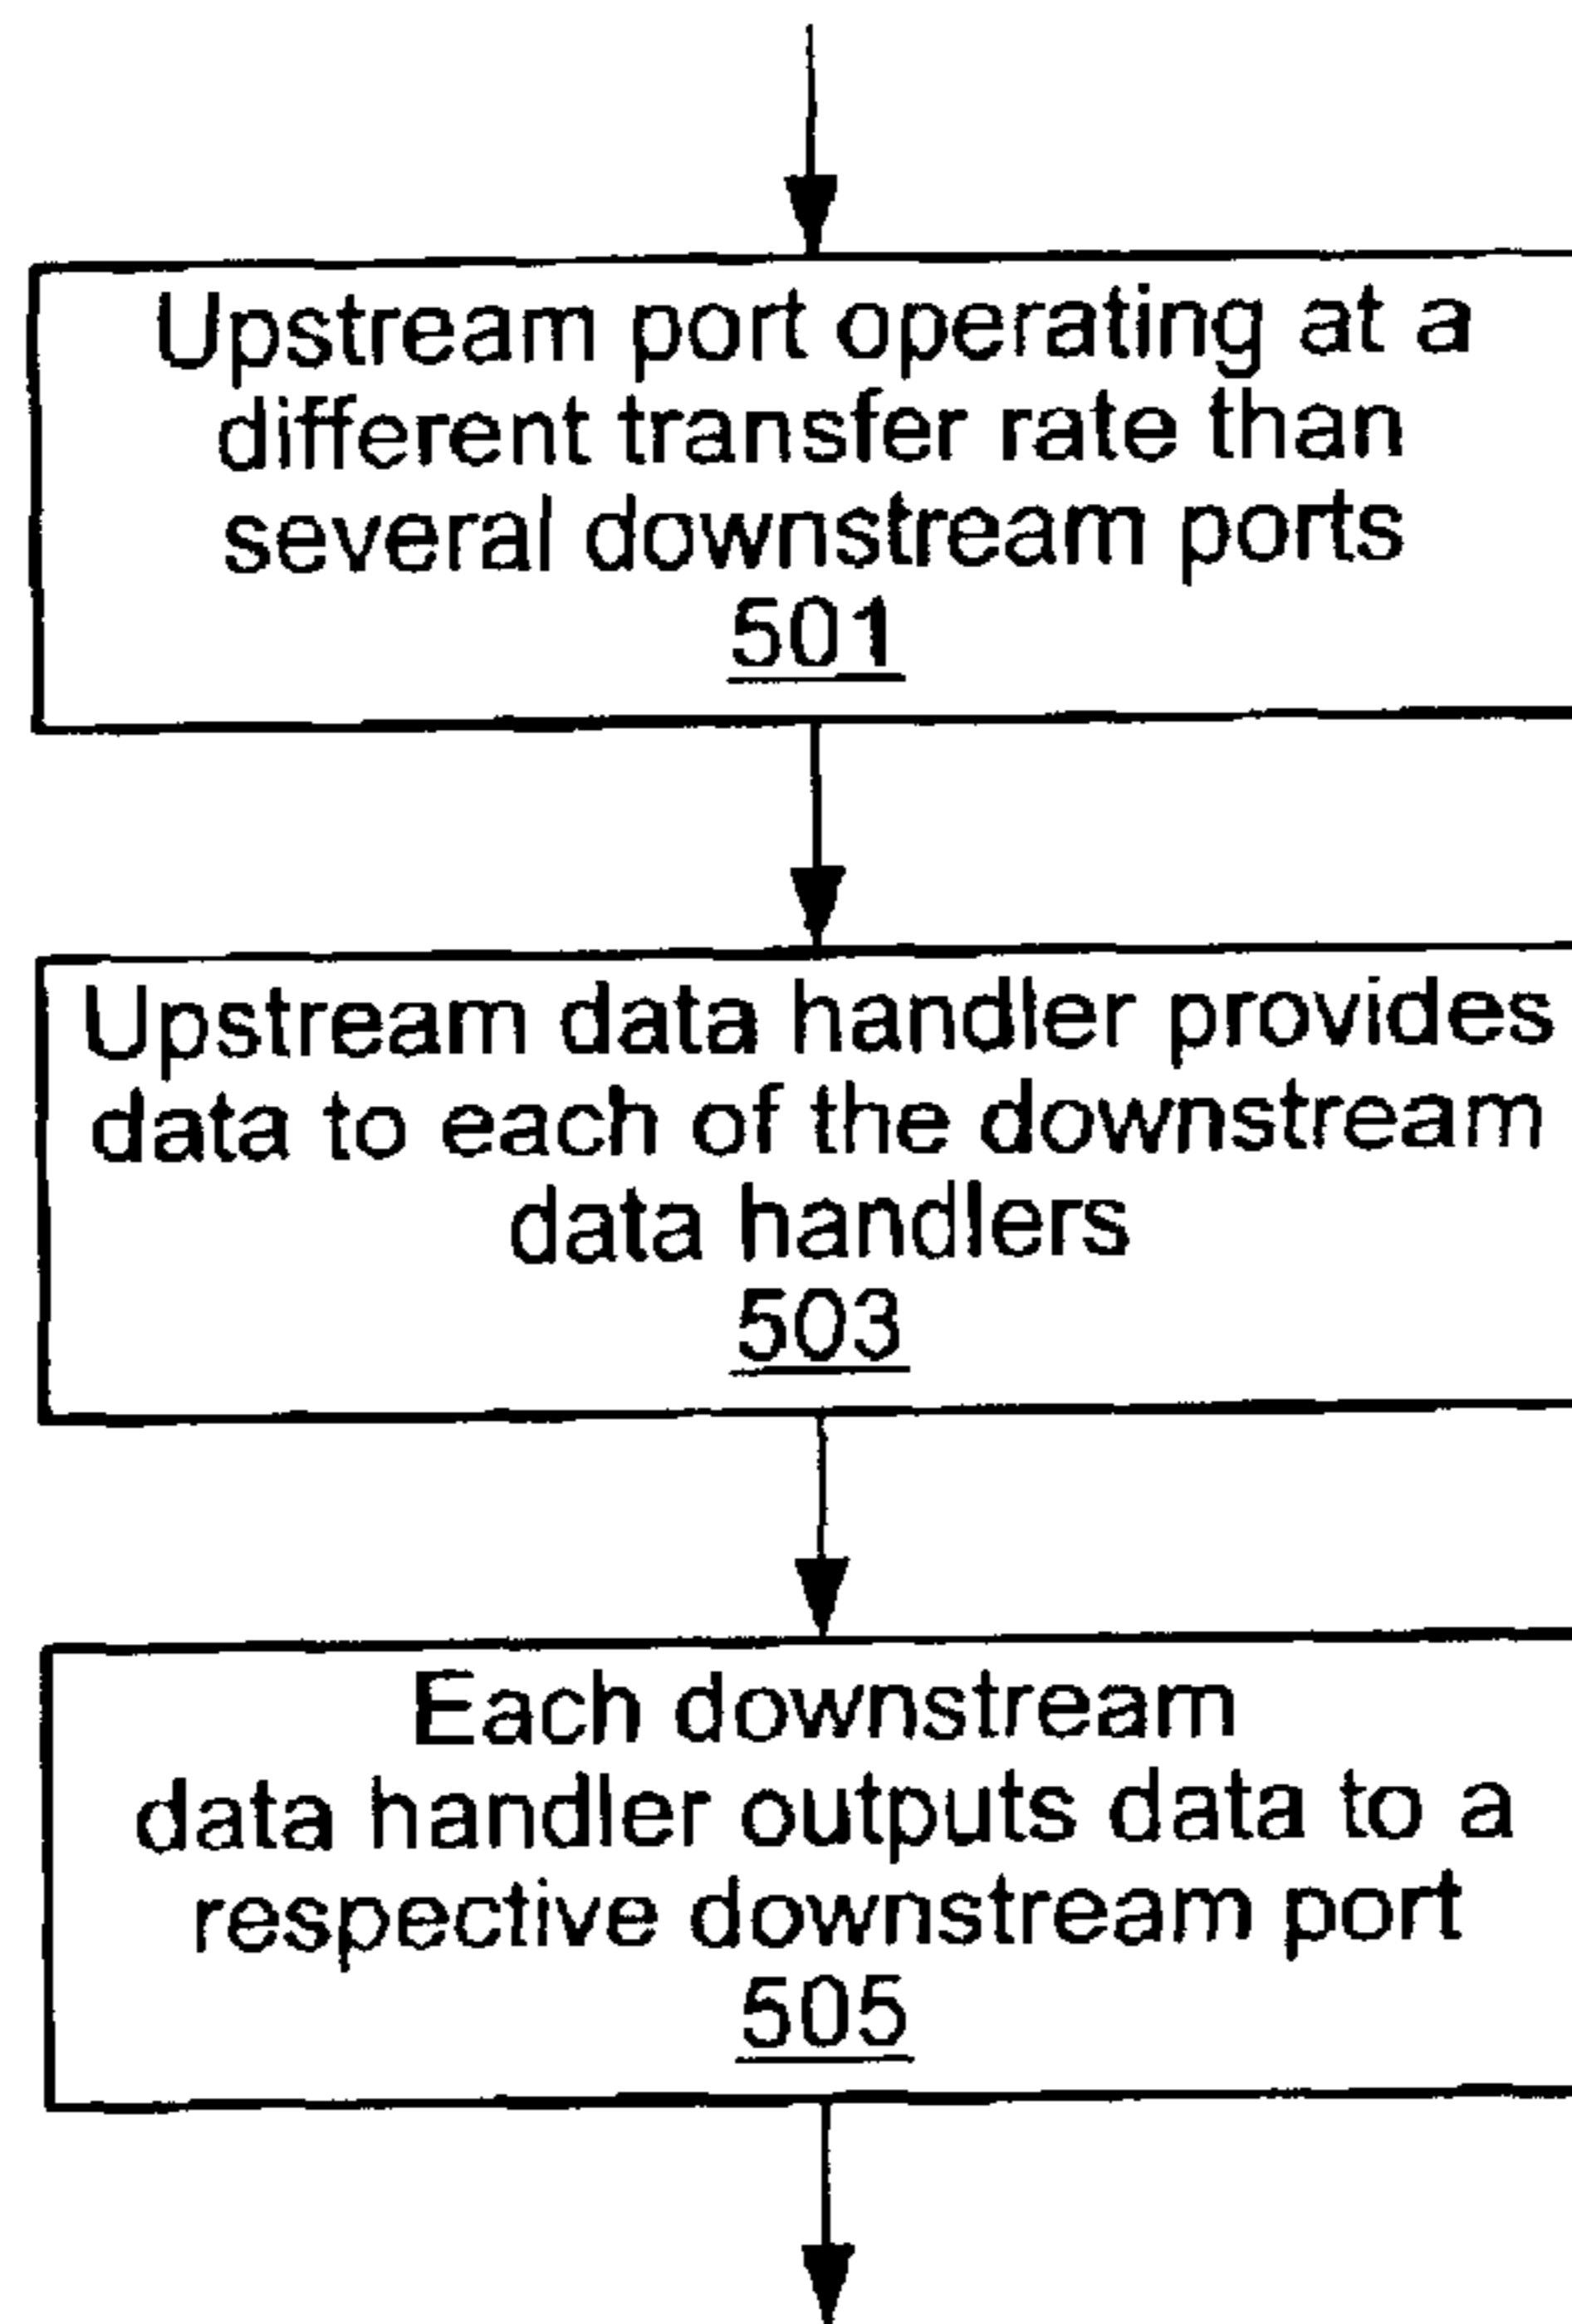 Upstream port operating at a
different transfer rate than
several downstream ports
501
Upstream data handler provides
data to each of the downstream
data handlers
503
Each downstream
data handler outputs data to a
respective downstream port
505